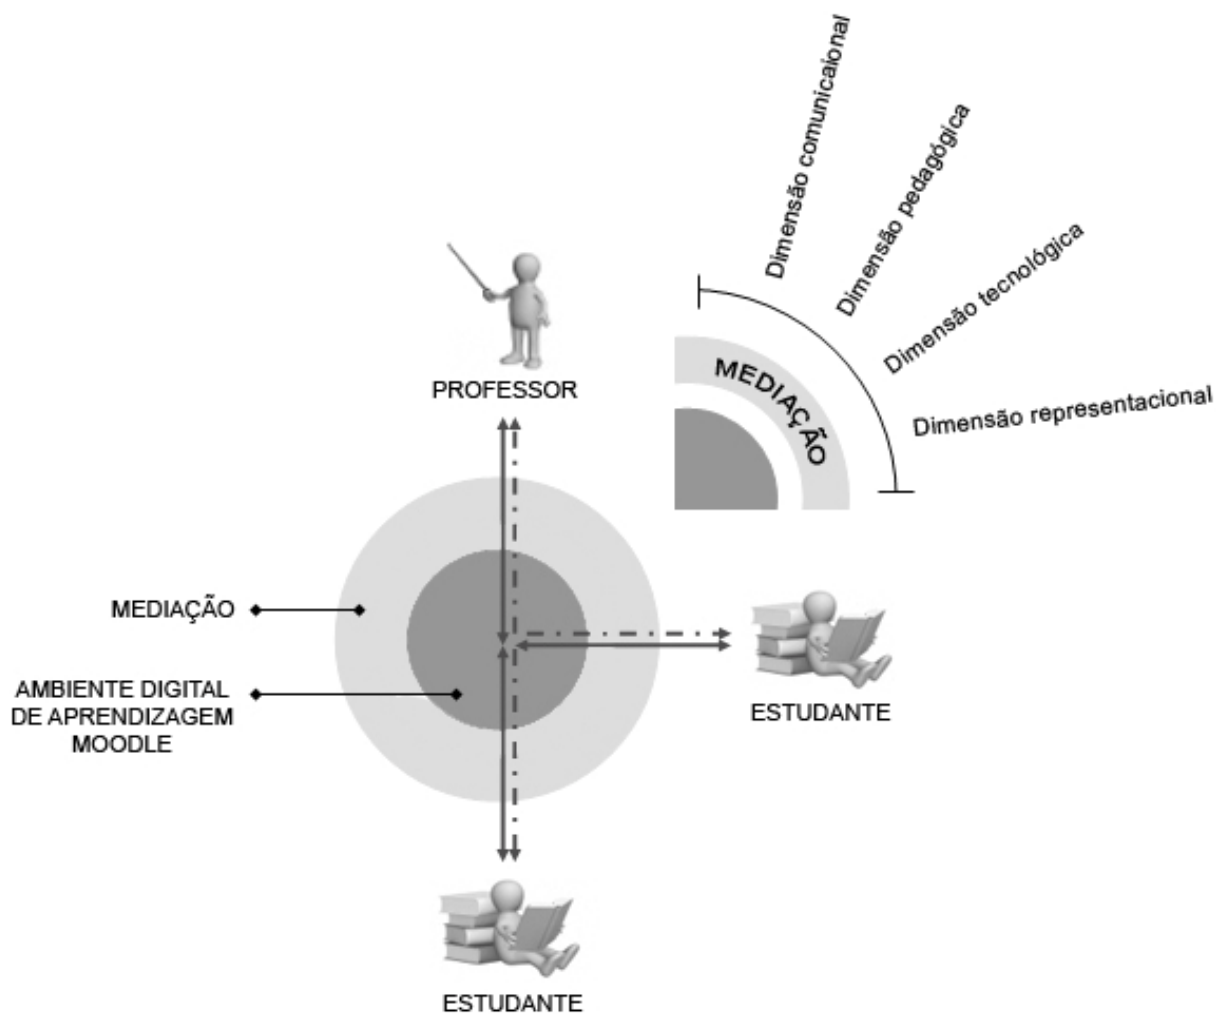 Dimensão comunicaional
Dimensão pedagógica
Dimensão tecnológica
Dimensão representacional
MEDIAÇÃO
PROFESSOR
MEDIAÇÃO
AMBIENTE DIGITAL
DE APRENDIZAGEM
MOODLE
ESTUDANTE
ESTUDANTE